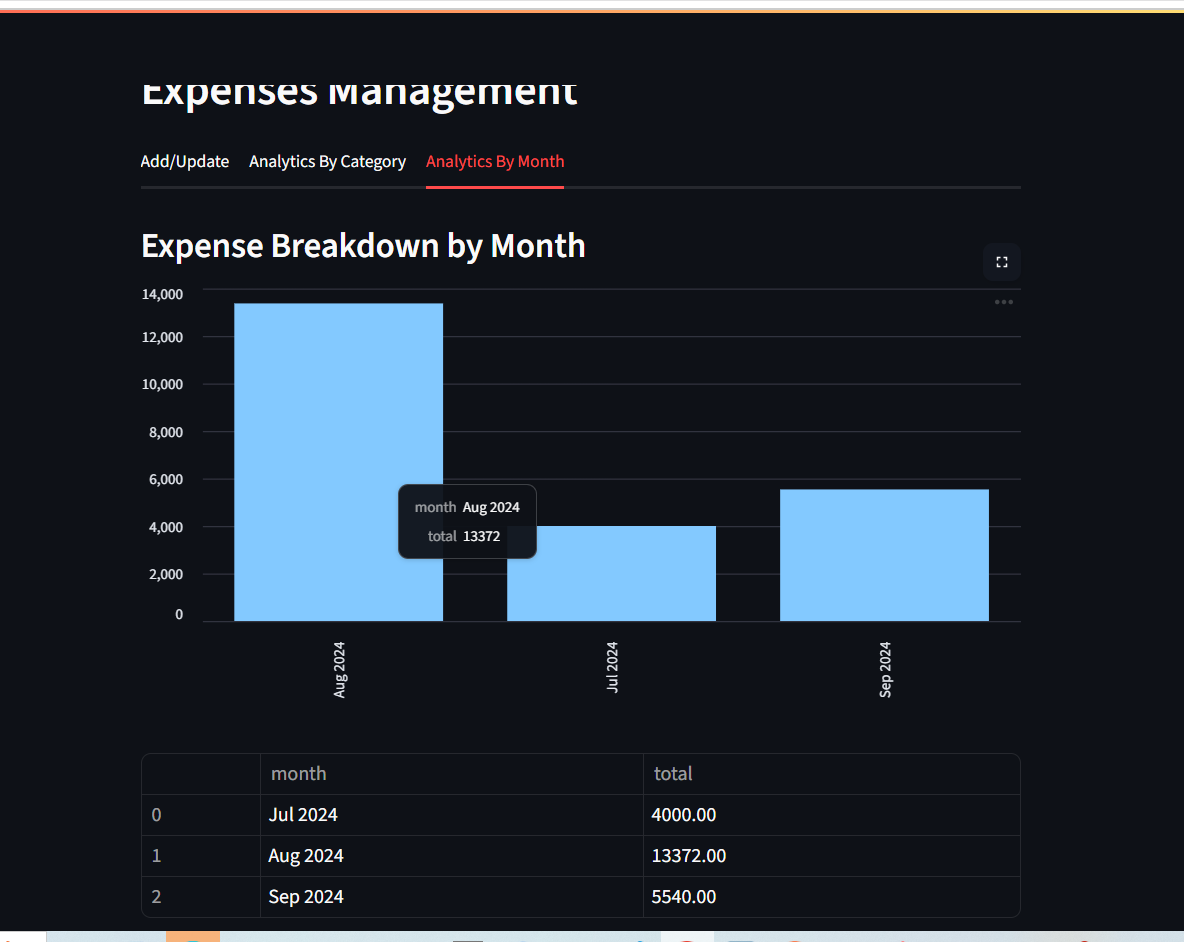 Expenses Management
Add/Update Analytics By Category Analytics By Month
Expense Breakdown by Month
14,000
12,000
10,000
8,000
6,000
4,000
2,000
0
month Aug 2024
total 13372
Aug 2024
Jul 2024
Sep 2024
month total
0 Jul 2024 4000.00
1 Aug 2024 13372.00
2 Sep 2024 5540.00